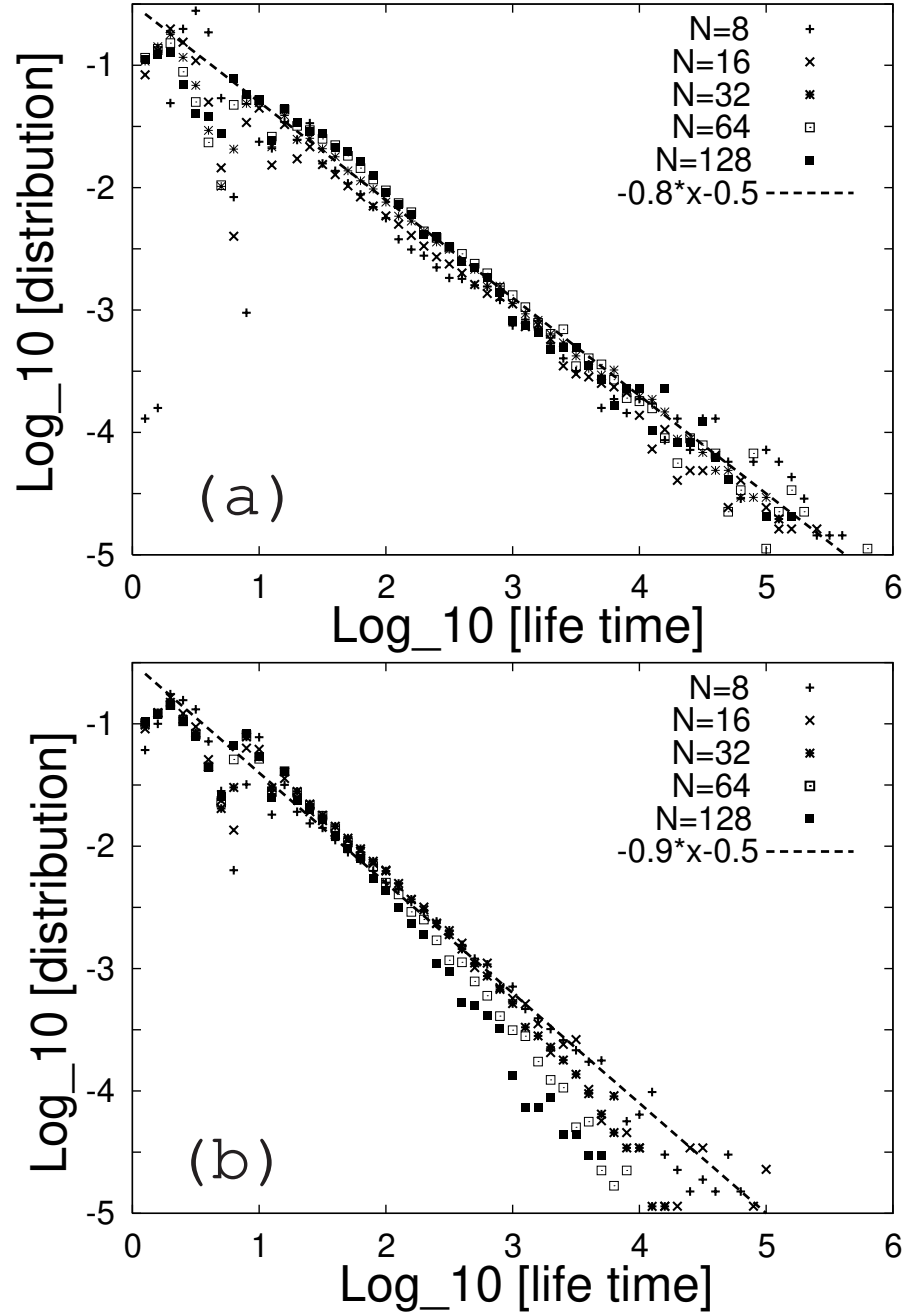 Log_10 [distribution]
-1
-2
-3
-4
-5
N=8
N=16
N=32
N=64
N=128
-0.8*x-0.5
(a)
0 1 2 3 4 5 6
Log_10 [life time]
Log_10 [distribution]
-1
-2
-3
-4
-5
N=8
N=16
N=32
N=64
N=128
-0.9*x-0.5
(b)
0 1 2 3 4 5 6
Log_10 [life time]